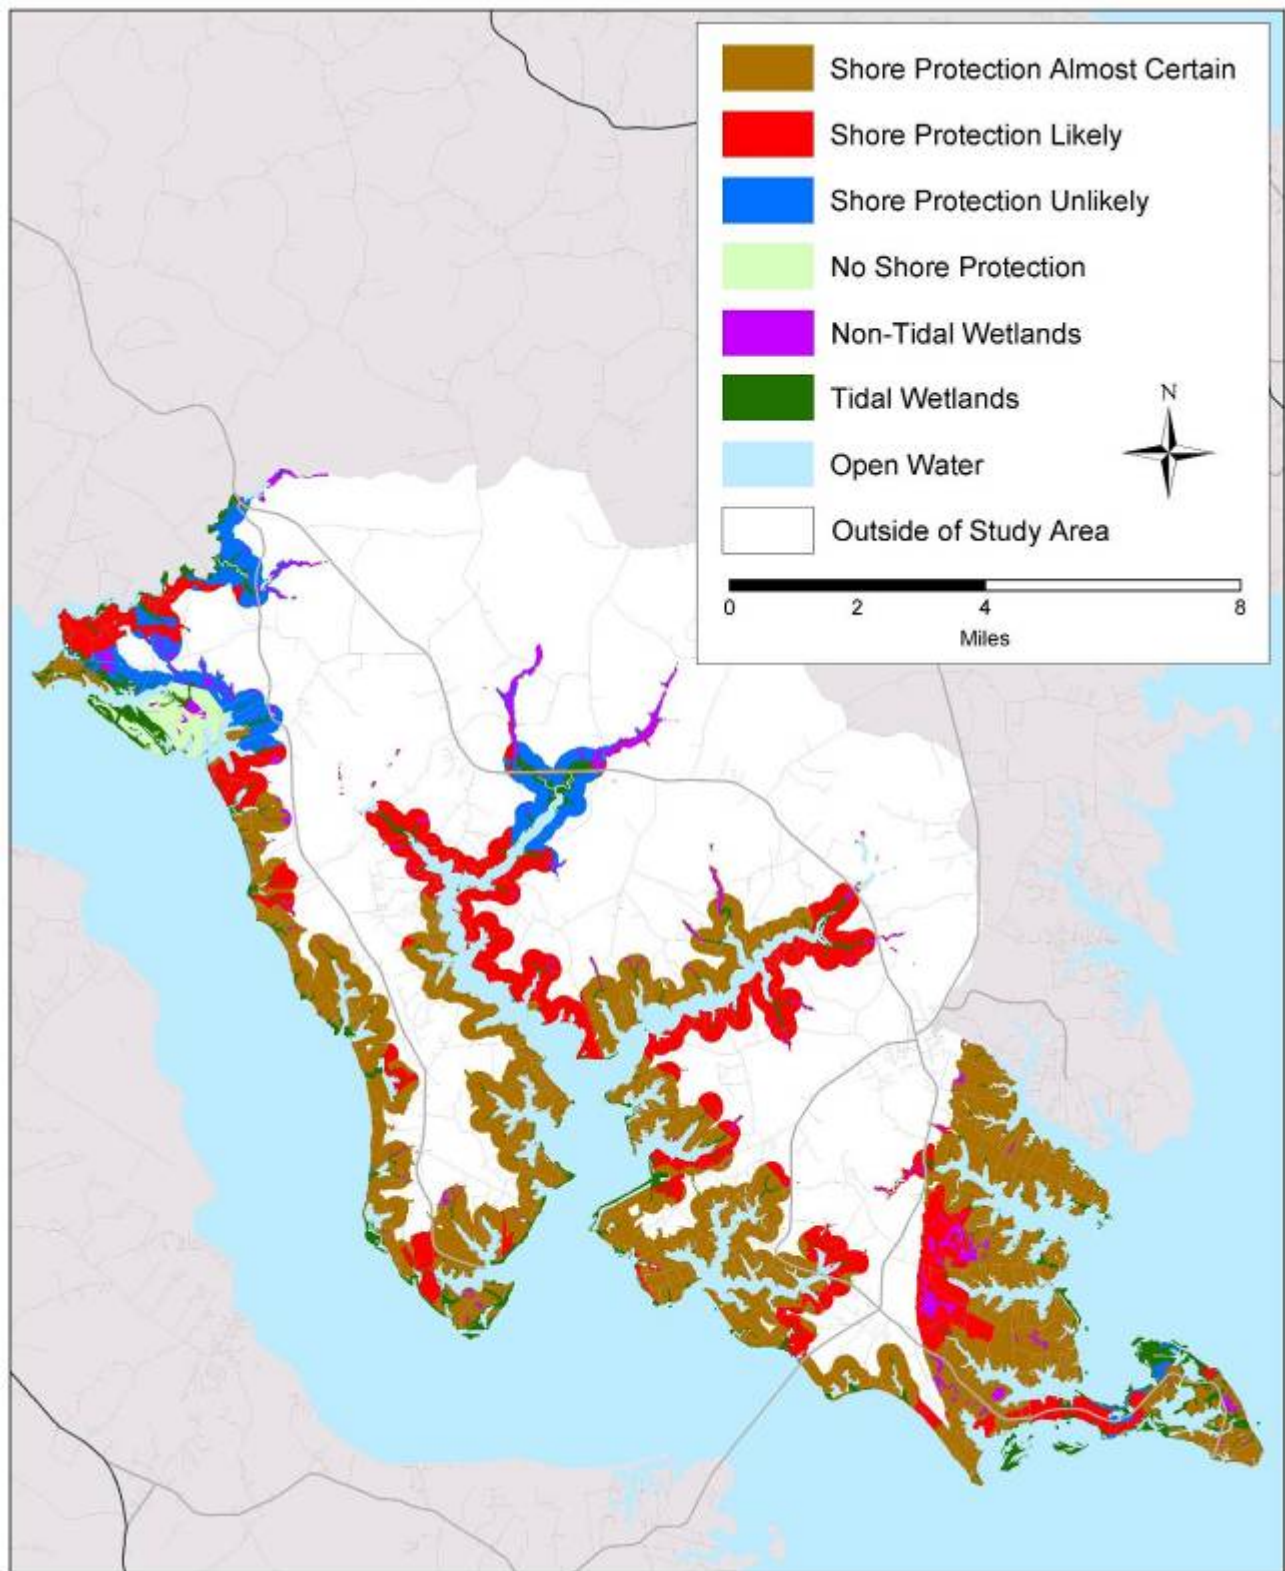 Shore Protection Almost Certain
Shore Protection Likely
Shore Protection Unlikely
No Shore Protection
Non-Tidal Wetlands
Tidal Wetlands
Open Water
Outside of Study Area
N
0 2 4 8
Miles